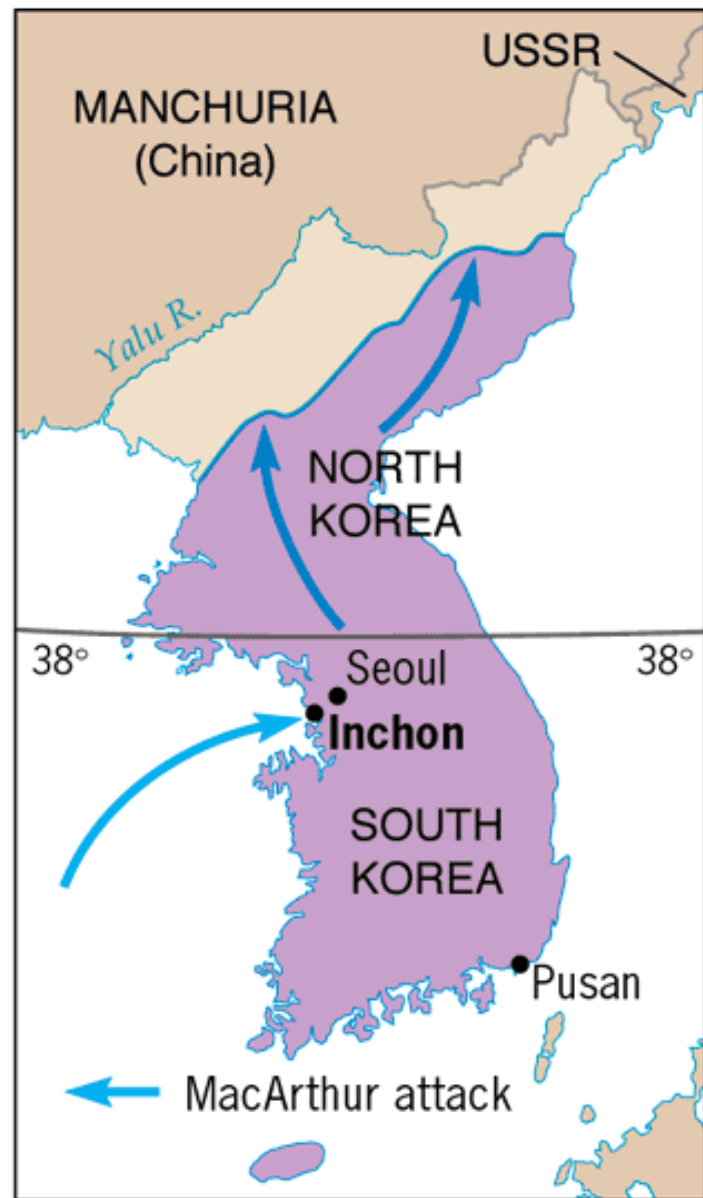 USSR
MANCHURIA
(China)
Yalu R.
NORTH
KOREA
38°
38°
Seoul
Inchon
SOUTH
KOREA
Pusan
MacArthur attack